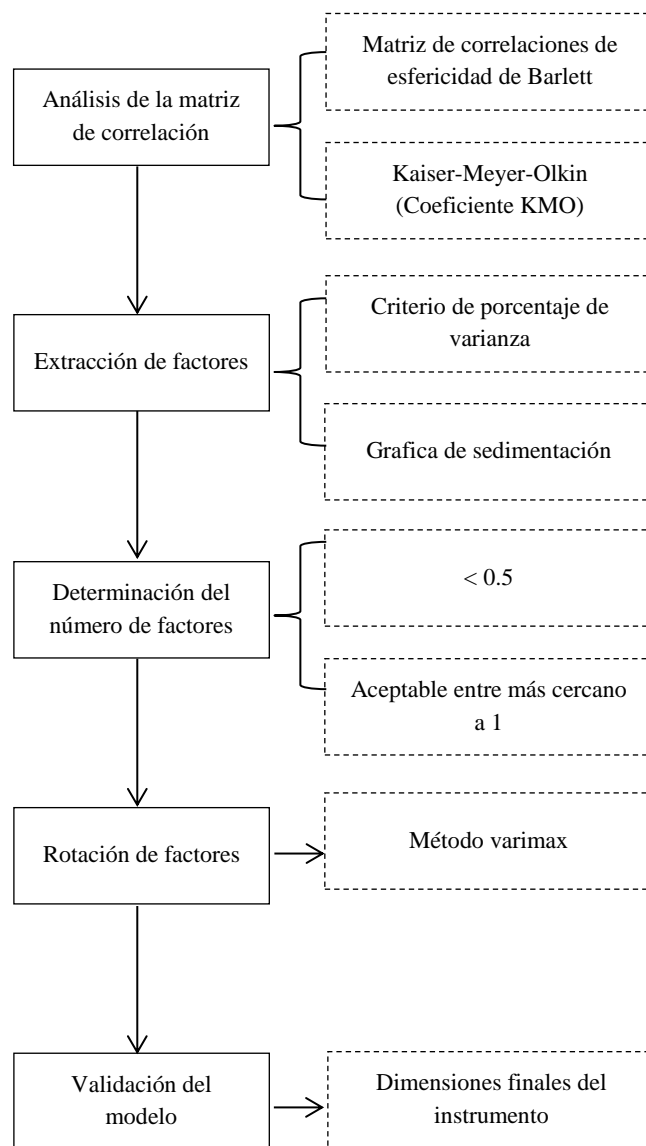 Análisis de la matriz
de correlación
Matriz de correlaciones de
esfericidad de Barlett
Kaiser-Meyer-Olkin
(Coeficiente KMO)
Extracción de factores
Criterio de porcentaje de
varianza
Grafica de sedimentación
Determinación del
número de factores
< 0.5
Aceptable entre más cercano
a 1
Rotación de factores
Método varimax
Validación del
modelo
Dimensiones finales del
instrumento